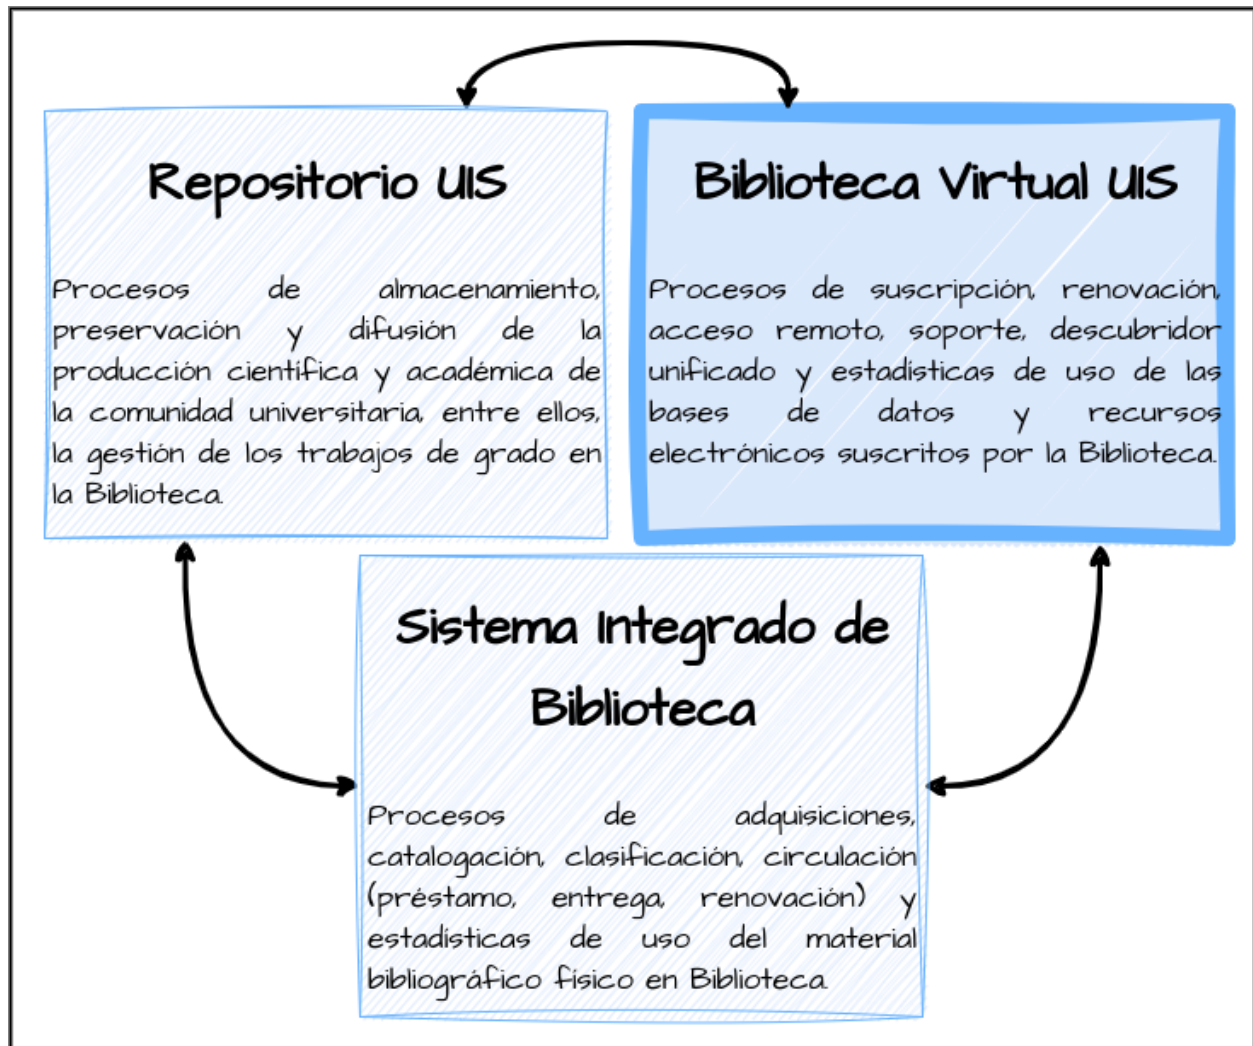 Repositorio UIS
Procesos de almacenamiento,
preservación y difusión de la
producción científica y académica de
la comunidad universitaria, entre ellos,
la gestión de los trabajos de grado en
la Biblioteca.
Biblioteca Virtual UIS
Procesos de suscripción, renovación,
acceso remoto, soporte, descubridor
unificado y estadísticas de uso de las
bases de datos y recursos
electrónicos suscritos por la Biblioteca.
Sistema Integrado de
Biblioteca
Procesos de adquisiciones,
catalogación, clasificación, circulación
(préstamo, entrega, renovación) y
estadísticas de uso del material
bibliográfico físico en Biblioteca.